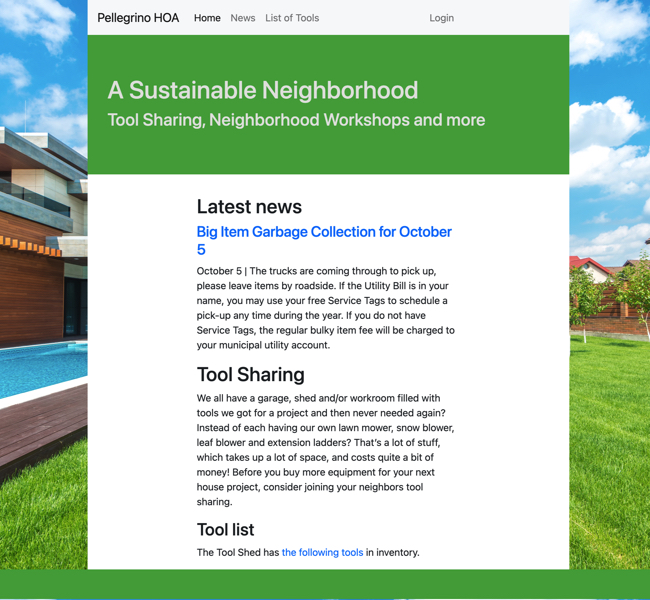 Pellegrino HOA Home News List of Tools Login
A Sustainable Neighborhood
Tool Sharing, Neighborhood Workshops and more
Latest news
Big Item Garbage Collection for October
5
October 5 | The trucks are coming through to pick up,
please leave items by roadside. If the Utility Bill is in your
name, you may use your free Service Tags to schedule a
pick-up any time during the year. If you do not have
Service Tags, the regular bulky item fee will be charged to
your municipal utility account.
Tool Sharing
We all have a garage, shed and/or workroom filled with
tools we got for a project and then never needed again?
Instead of each having our own lawn mower, snow blower,
leaf blower and extension ladders? That's a lot of stuff,
which takes up a lot of space, and costs quite a bit of
money! Before you buy more equipment for your next
house project, consider joining your neighbors tool
sharing.
Tool list
The Tool Shed has the following tools in inventory.